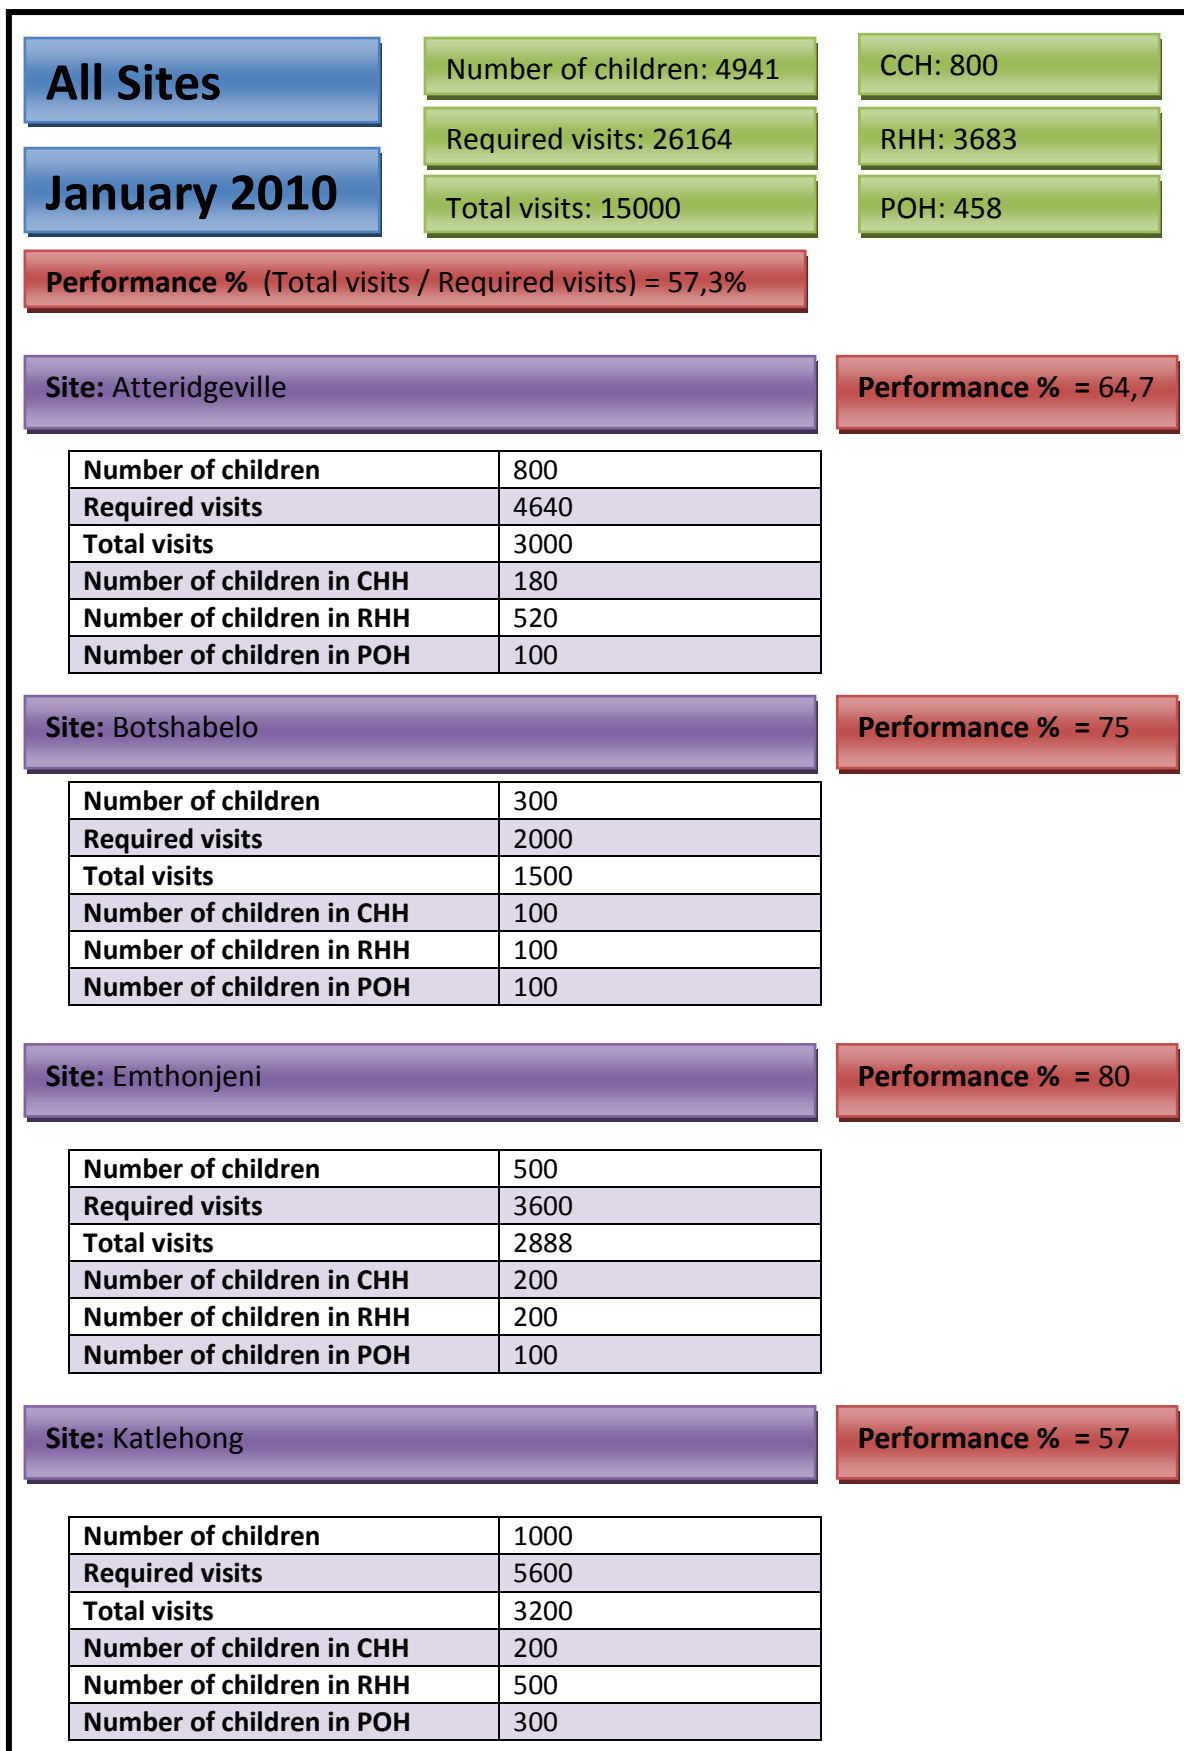 All Sites
January 2010
Number of children: 4941
Required visits: 26164
Total visits: 15000
CCH: 800
RHH: 3683
POH: 458
Performance % (Total visits / Required visits) = 57,3%
Site: Atteridgeville
Performance % = 64,7
Number of children 800
Required visits 4640
Total visits 3000
Number of children in CHH 180
Number of children in RHH 520
Number of children in POH 100
Site: Botshabelo
Performance % = 75
Number of children 300
Required visits 2000
Total visits 1500
Number of children in CHH 100
Number of children in RHH 100
Number of children in POH 100
Site: Emthonjeni
Performance % = 80
Number of children 500
Required visits 3600
Total visits 2888
Number of children in CHH 200
Number of children in RHH 200
Number of children in POH 100
Site: Katlehong
Performance % = 57
Number of children 1000
Required visits 5600
Total visits 3200
Number of children in CHH 200
Number of children in RHH 500
Number of children in POH 300